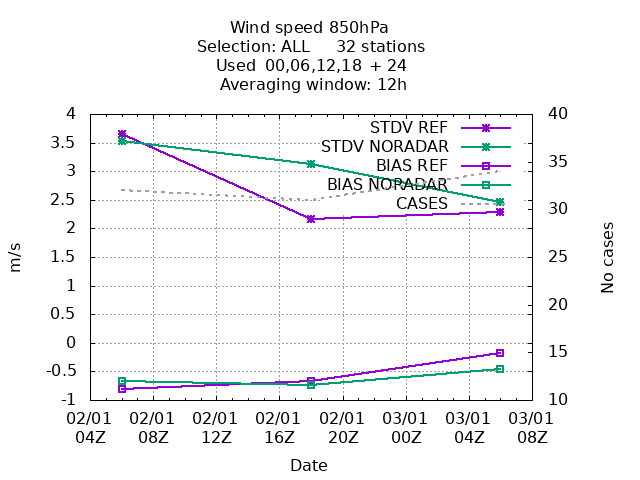 Wind speed 850hPa
Selection: ALL 32 stations
Used 00,06,12,18 + 24
Averaging window: 12h
4
3.5
3
2.5
2
1.5
1
0.5
0
-0.5
-1
m/s
40
35
30
25
20
15
10
No cases
STDV REF
STDV NORADAR
BIAS REF
BIAS NORADAR
CASES
02/01 02/01 02/01 02/01 02/01 03/01 03/01 03/01
04Z 08Z 12Z 16Z 20Z 00Z 04Z 08Z
Date